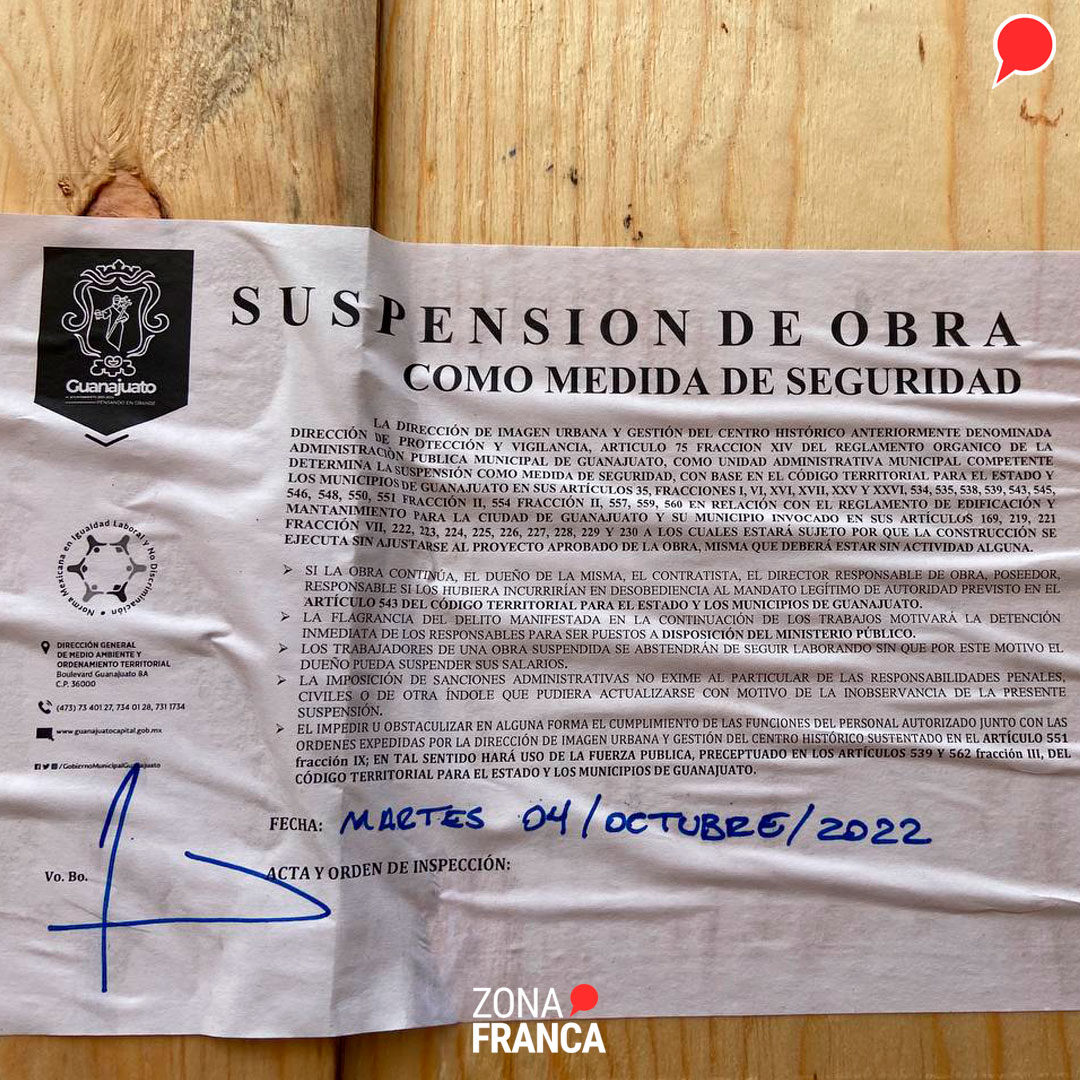 SUSPENSION DE OBRA
COMO MEDIDA DE SEGURIDAD
Guanajuato
PENSANDO EN GRANDE
LA DIRECCIÓN DE IMAGEN URBANA Y GESTIÓN DEL CENTRO HISTÓRICO ANTERIORMENTE DENOMINADA
DIRECCIÓN DE PROTECCIÓN Y VIGILANCIA, ARTICULO 75 FRACCION XIV DEL REGLAMENTO ORGANICO DE LA
ADMINISTRACIÓN PUBLICA MUNICIPAL DE GUANAJUATO, COMO UNIDAD ADMINISTRATIVA MUNICIPAL COMPETENTE
DETERMINA LA SUSPENSIÓN COMO MEDIDA DE SEGURIDAD, CON BASE EN EL CÓDIGO TERRITORIAL PARA EL ESTADO Y
LOS MUNICIPIOS DE GUANAJUATO EN SUS ARTÍCULOS 35, FRACCIONES I, VI, XVI, XVII, XXV Y XXVI, 534, 535, 538, 539, 543, 545,
546, 548, 550, 551 FRACCIÓN II, 554 FRACCIÓN II, 557, 559, 560 EN RELACIÓN CON EL REGLAMENTO DE EDIFICACIÓN Y
MANTANIMIENTO PARA LA CIUDAD DE GUANAJUATO Y SU MUNICIPIO INVOCADO EN SUS ARTÍCULOS 169, 219, 221
FRACCIÓN VII, 222, 223, 224, 225, 226, 227, 228, 229 Y 230 A LOS CUALES ESTARÁ SUJETO POR QUE LA CONSTRUCCIÓN SE
EJECUTA SIN AJUSTARSE AL PROYECTO APROBADO DE LA OBRA, MISMA QUE DEBERÁ ESTAR SIN ACTIVIDAD ALGUNA.
➢ SI LA OBRA CONTINÚA, EL DUEÑO DE LA MISMA, EL CONTRATISTA, EL DIRECTOR RESPONSABLE DE OBRA, POSEEDOR,
RESPONSABLE SI LOS HUBIERA INCURRIRÍAN EN DESOBEDIENCIA AL MANDATO LEGÍTIMO DE AUTORIDAD PREVISTO EN EL
ARTÍCULO 543 DEL CÓDIGO TERRITORIAL PARA EL ESTADO Y LOS MUNICIPIOS DE GUANAJUATO.
➢ LA FLAGRANCIA DEL DELITO MANIFESTADA EN LA CONTINUACIÓN DE LOS TRABAJOS MOTIVARÁ LA DETENCIÓN
INMEDIATA DE LOS RESPONSABLES PARA SER PUESTOS A DISPOSICIÓN DEL MINISTERIO PÚBLICO.
➢ LOS TRABAJADORES DE UNA OBRA SUSPENDIDA SE ABSTENDRÁN DE SEGUIR LABORANDO SIN QUE POR ESTE MOTIVO EL
DUEÑO PUEDA SUSPENDER SUS SALARIOS.
➢ LA IMPOSICIÓN DE SANCIONES ADMINISTRATIVAS NO EXIME AL PARTICULAR DE LAS RESPONSABILIDADES PENALES,
CIVILES O DE OTRA ÍNDOLE QUE PUDIERA ACTUALIZARSE CON MOTIVO DE LA INOBSERVANCIA DE LA PRESENTE
SUSPENSIÓN.
➢ EL IMPEDIR U OBSTACULIZAR EN ALGUNA FORMA EL CUMPLIMIENTO DE LAS FUNCIONES DEL PERSONAL AUTORIZADO JUNTO CON LAS
ORDENES EXPEDIDAS POR LA DIRECCIÓN DE IMAGEN URBANA Y GESTIÓN DEL CENTRO HISTÓRICO SUSTENTADO EN EL ARTÍCULO 551
fracción IX; EN TAL SENTIDO HARÁ USO DE LA FUERZA PUBLICA, PRECEPTUADO EN LOS ARTÍCULOS 539 Y 562 fracción III, DEL
CÓDIGO TERRITORIAL PARA EL ESTADO Y LOS MUNICIPIOS DE GUANAJUATO.
Norma Mexicana en Igualdad Laboral y No Discriminación
DIRECCIÓN GENERAL
DE MEDIO AMBIENTE Y
ORDENAMIENTO TERRITORIAL
Boulevard Guanajuato 8A
C.P. 36000
(473) 73 401 27, 734 01 28, 731 1734
www.guanajuatocapital.gob.mx
/GobiernoMunicipalGuanajuato
FECHA: MARTES 04/OCTUBRE/2022
Vo. Bo.
ACTA Y ORDEN DE INSPECCIÓN:
ZONA
FRANCA